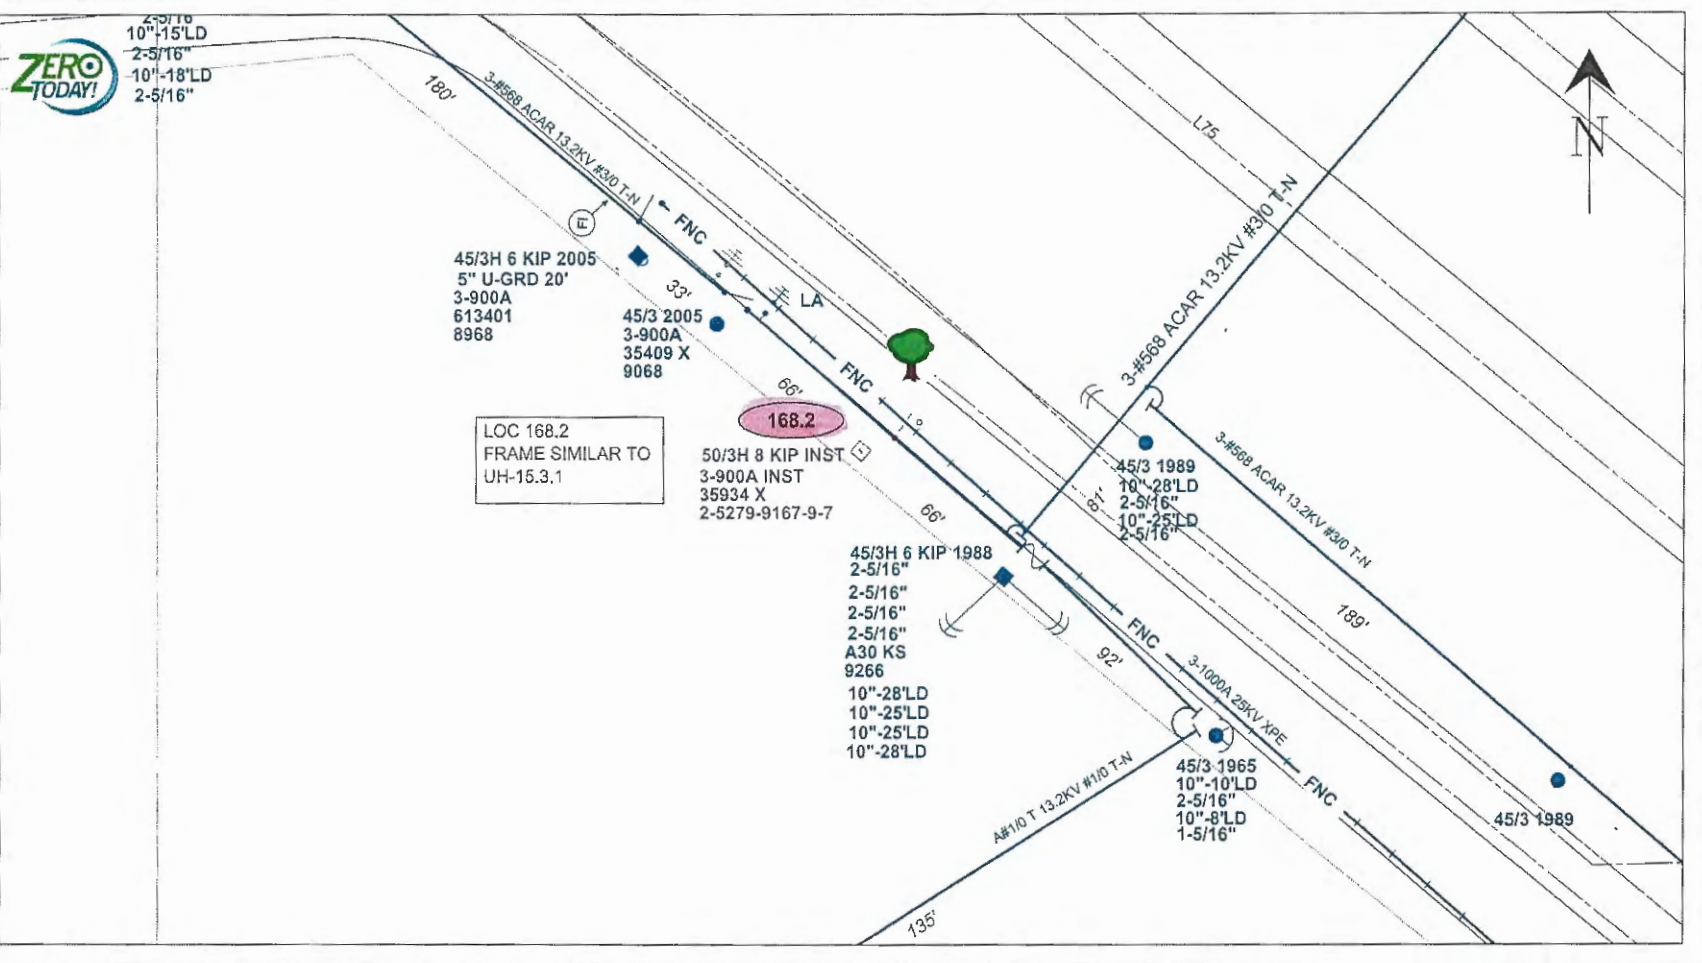 2-5/16"
10"-15'LD
2-5/16"
10"-18'LD
2-5/16"
ZERO
TODAY!
180'
3-#568 ACAR 13.2KV #3/0 T-N
L75
N
FI
FNC
45/3H 6 KIP 2005
5" U-GRD 20'
3-900A
613401
8968
33'
LA
45/3 2005
3-900A
35409 X
9068
3-#568 ACAR 13.2KV #3/0 T-N
66'
FNC
168.2
LOC 168.2
FRAME SIMILAR TO
UH-15.3.1
50/3H 8 KIP INST
3-900A INST
35934 X
2-5279-9167-9-7
66'
45/3 1989
10"-28'LD
2-5/16"
10"-25'LD
2-5/16"
81'
3-#568 ACAR 13.2KV #3/0 T-N
45/3H 6 KIP 1988
2-5/16"
2-5/16"
2-5/16"
2-5/16"
A30 KS
9266
10"-28'LD
10"-25'LD
10"-25'LD
10"-28'LD
189'
FNC
92'
3-1000A 25KV XPE
45/3 1965
10"-10'LD
2-5/16"
10"-8'LD
1-5/16"
FNC
45/3 1989
A#1/0 T 13.2KV #1/0 T-N
135'